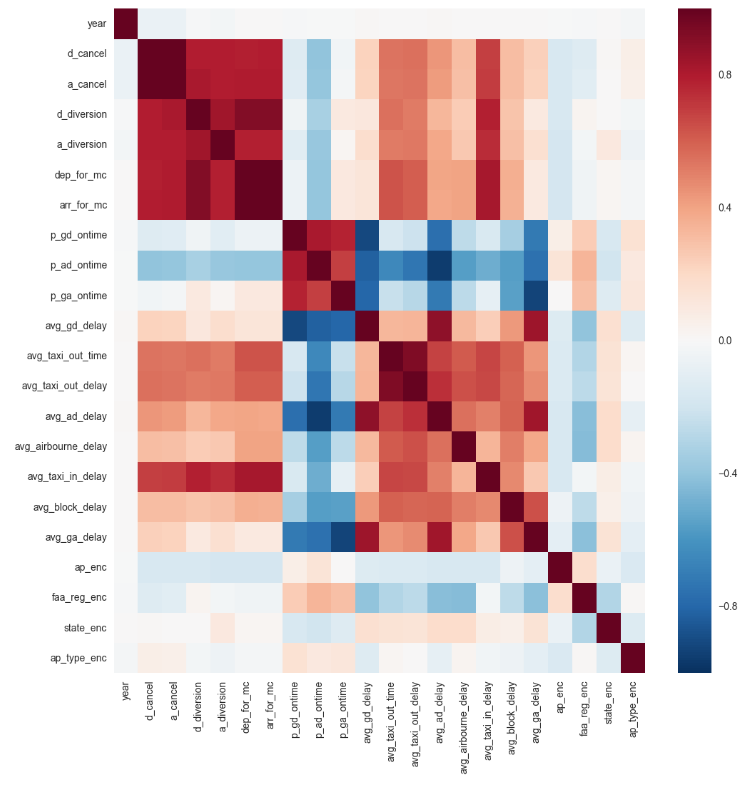 year
d_cancel
a_cancel
d_diversion
a_diversion
dep_for_mc
arr_for_mc
p_gd_ontime
p_ad_ontime
p_ga_ontime
avg_gd_delay
avg_taxi_out_time
avg_taxi_out_delay
avg_ad_delay
avg_airbourne_delay
avg_taxi_in_delay
avg_block_delay
avg_ga_delay
ap_enc
faa_reg_enc
state_enc
ap_type_enc
year
d_cancel
a_cancel
d_diversion
a_diversion
dep_for_mc
arr_for_mc
p_gd_ontime
p_ad_ontime
p_ga_ontime
avg_gd_delay
avg_taxi_out_time
avg_taxi_out_delay
avg_ad_delay
avg_airbourne_delay
avg_taxi_in_delay
avg_block_delay
avg_ga_delay
ap_enc
faa_reg_enc
state_enc
ap_type_enc
0.8
0.4
0.0
−0.4
−0.8